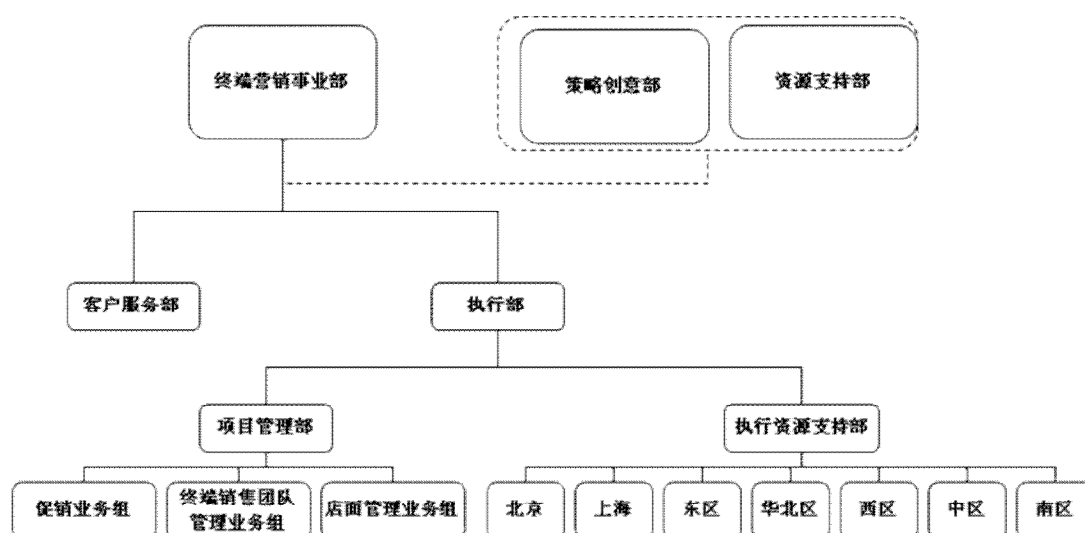 终端营销事业部
策略创意部
资源支持部
客户服务部
执行部
项目管理部
执行资源支持部
促销业务组
终端销售团队
管理业务组
店面管理业务组
北京
上海
东区
华北区
西区
中区
南区